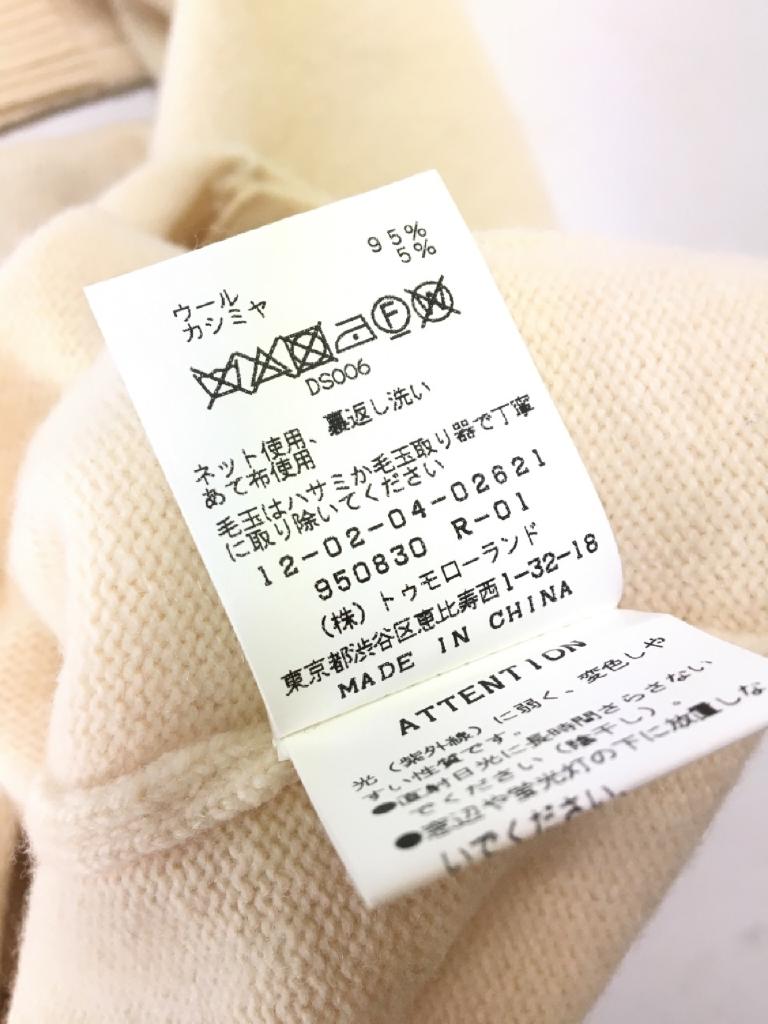 95%
5%
ウール
カシミヤ
F
W
DS006
ネット使用、裏返し洗い
あて布使用
毛玉はハサミか毛玉取り器で丁寧
に取り除いてください
12-02-04-02621
950830 R-01
(株)トゥモローランド
東京都渋谷区恵比寿西1-32-18
MADE IN CHINA
ATTENTION
光(紫外線)に弱く、変色しや
すい性質です。
●直射日光に長時間さらさない
でください(陰干し)。
●窓辺や蛍光灯の下に放置しな
いでください。